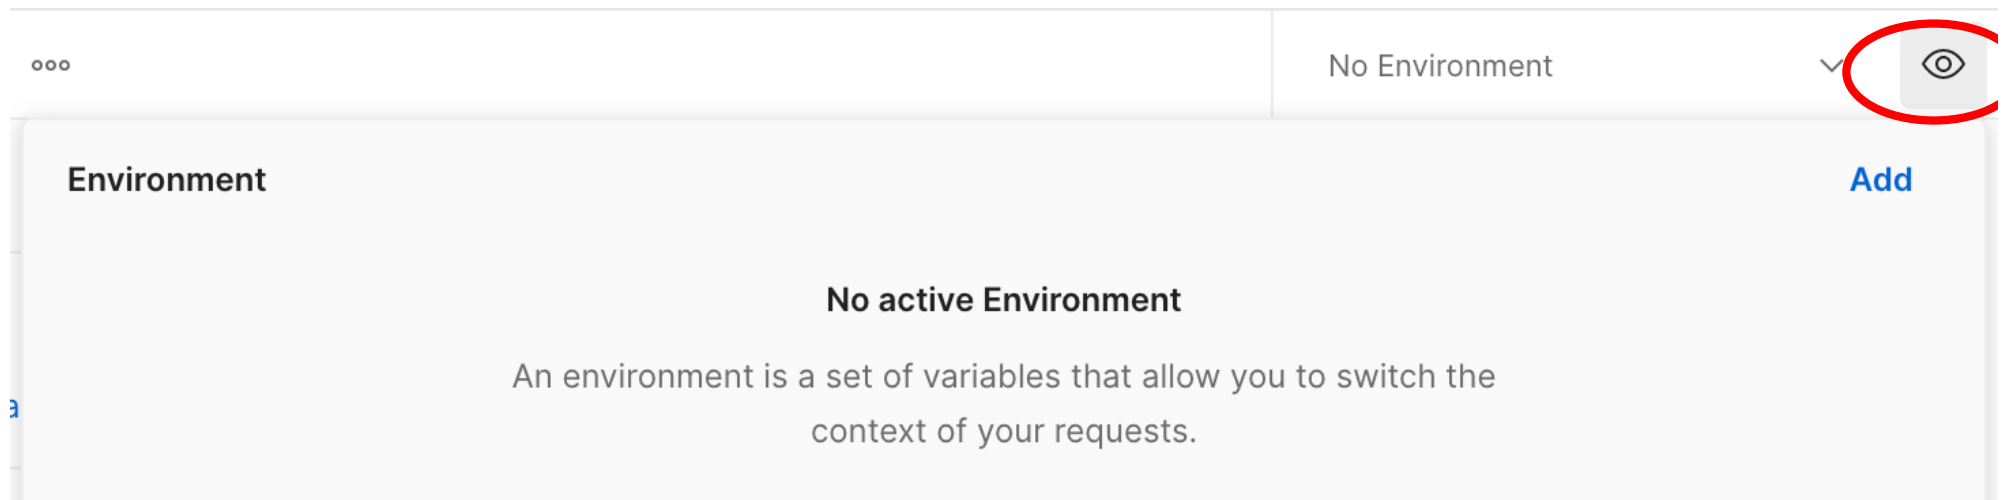 No Environment
Environment
Add
No active Environment
An environment is a set of variables that allow you to switch the
a
context of your requests.